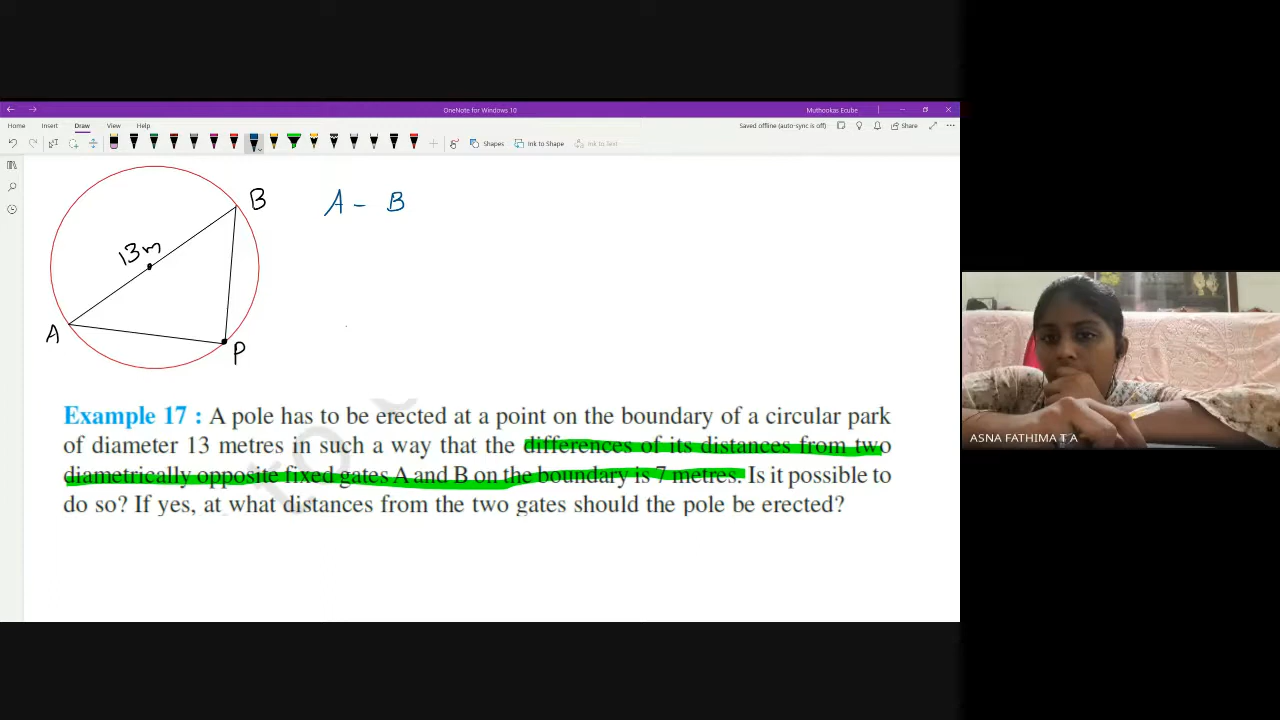 OneNote for Windows 10
Muthookas Ecube
Home Insert Draw View Help
Saved offline (auto-sync is off)
Share
Shapes
Ink to Shape
Ink to Text
B
A - B
13m
A
P
Example 17 : A pole has to be erected at a point on the boundary of a circular park
of diameter 13 metres in such a way that the differences of its distances from two
diametrically opposite fixed gates A and B on the boundary is 7 metres. Is it possible to
do so? If yes, at what distances from the two gates should the pole be erected?
ASNA FATHIMA T A